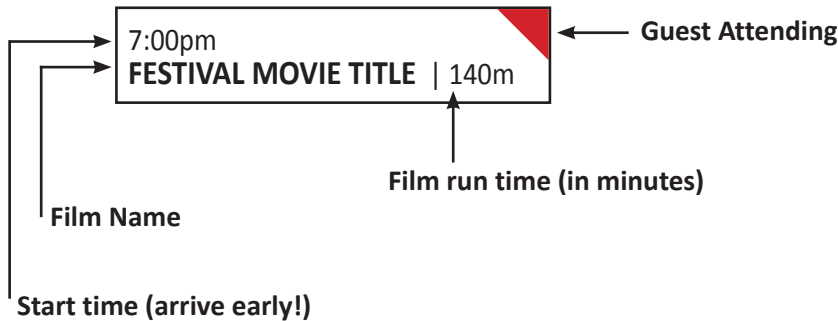 7:00pm
FESTIVAL MOVIE TITLE | 140m
Guest Attending
Film run time (in minutes)
Film Name
Start time (arrive early!)